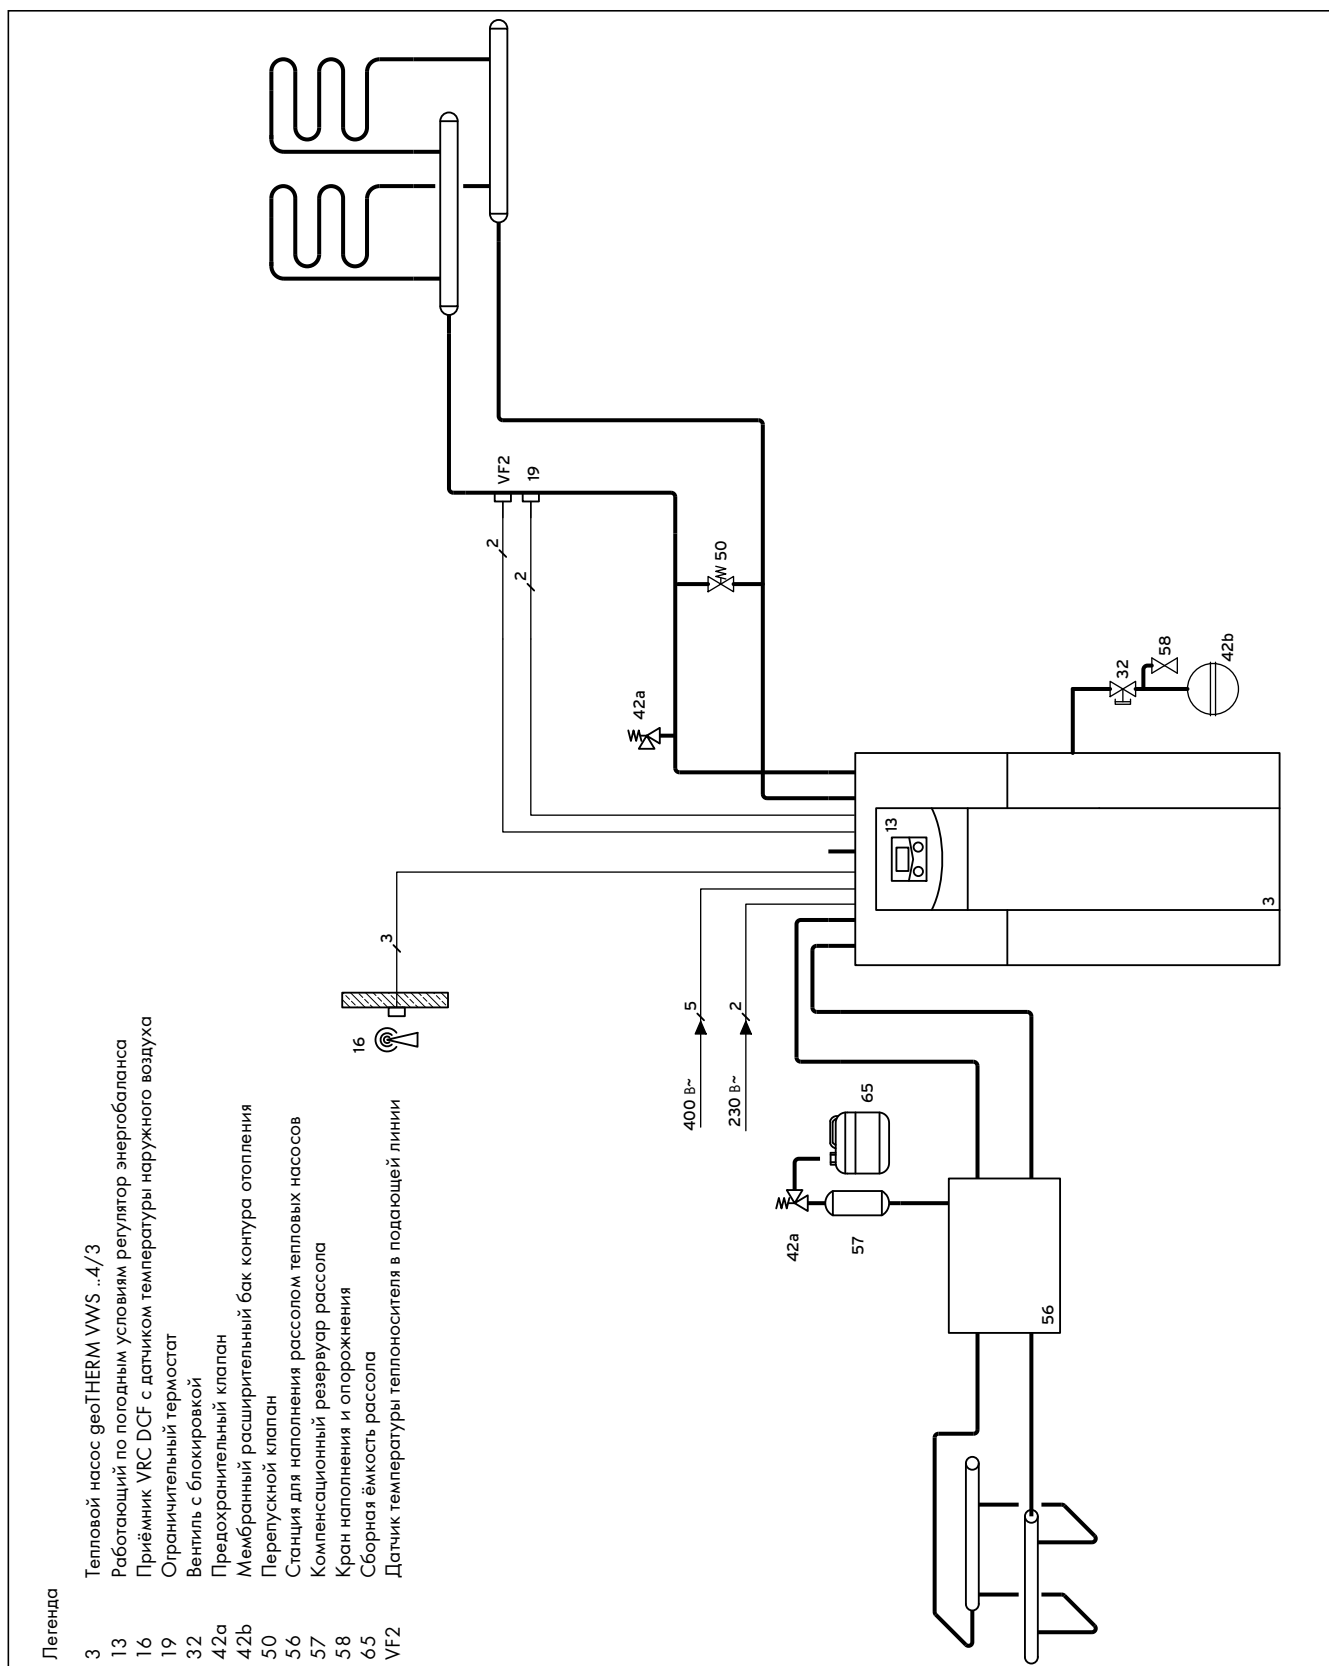 Легенда
3 Тепловой насос geoTHERM VWS ..4/3
13 Работающий по погодным условиям регулятор энергобаланса
16 Приёмник VRC DCF с датчиком температуры наружного воздуха
19 Ограничительный термостат
32 Вентиль с блокировкой
42a Предохранительный клапан
42b Мембранный расширительный бак контура отопления
50 Перепускной клапан
56 Станция для наполнения рассолом тепловых насосов
57 Компенсационный резервуар рассола
58 Кран наполнения и опорожнения
65 Сборная ёмкость рассола
VF2 Датчик температуры теплоносителя в подающей линии
16
3
400 В~
5
230 В~
2
VF2
19
2
2
42a
50
42a
57
65
56
13
3
32
58
42b